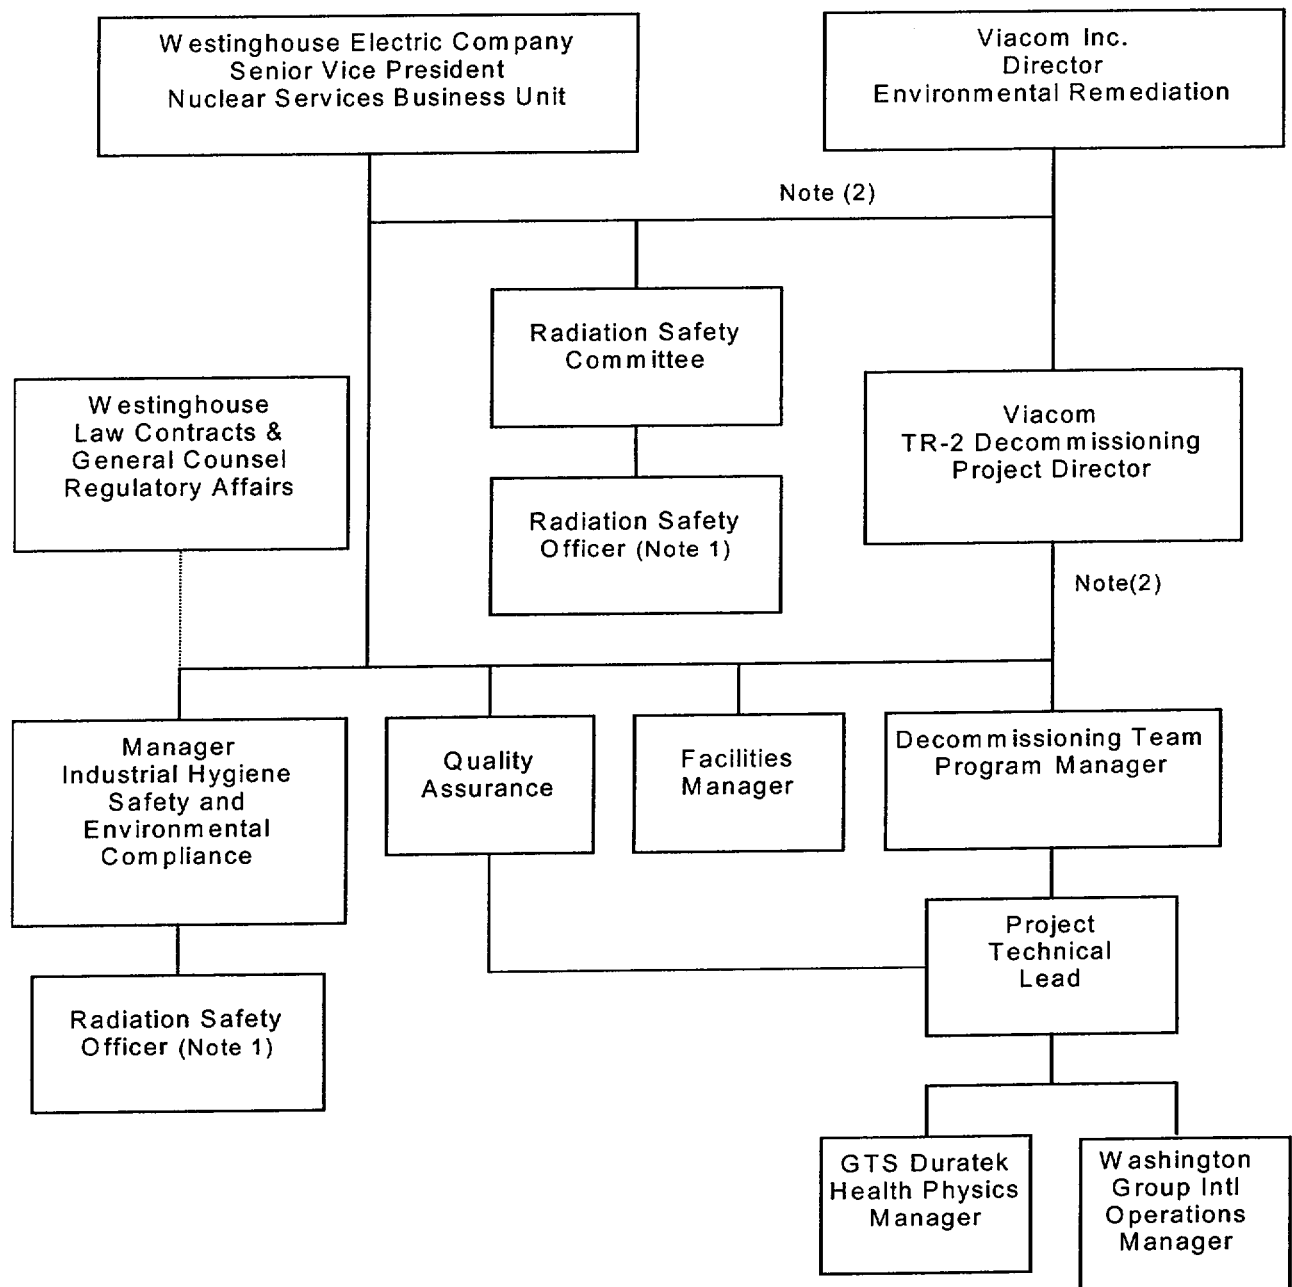 Westinghouse Electric Company
Senior Vice President
Nuclear Services Business Unit
Viacom Inc.
Director
Environmental Remediation
Note (2)
Radiation Safety
Committee
Westinghouse
Law Contracts &
General Counsel
Regulatory Affairs
Viacom
TR-2 Decommissioning
Project Director
Radiation Safety
Officer (Note 1)
Note(2)
Manager
Industrial Hygiene
Safety and
Environmental
Compliance
Quality
Assurance
Facilities
Manager
Decommissioning Team
Program Manager
Project
Technical
Lead
Radiation Safety
Officer (Note 1)
GTS Duratek
Health Physics
Manager
Washington
Group Intl
Operations
Manager